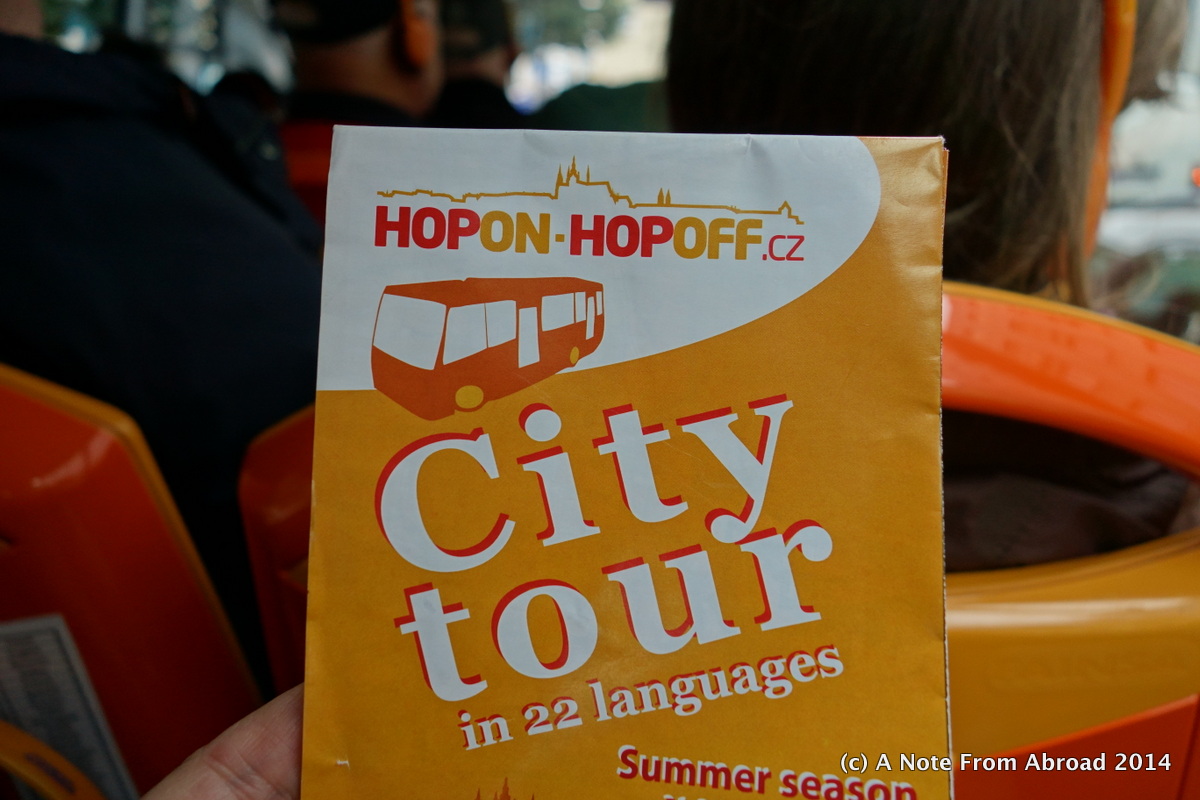 HOPON-HOPOFF.CZ
City
tour
in 22 languages
Summer season
(c) A Note From Abroad 2014